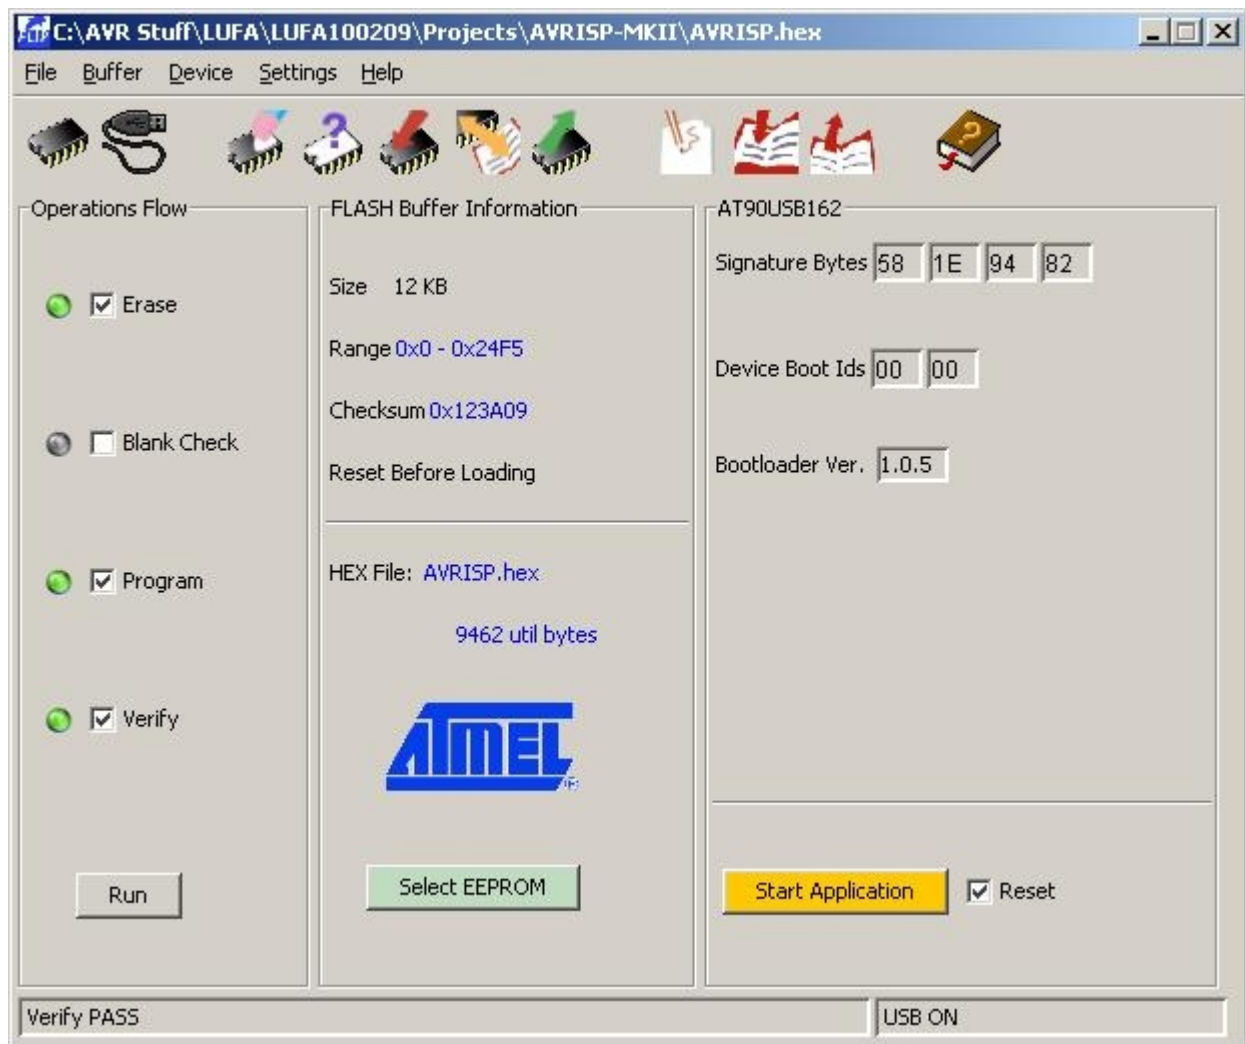 C:\AVR Stuff\LUFA\LUFA100209\Projects\AVRISP-MKII\AVRISP.hex
File Buffer Device Settings Help
Operations Flow
Erase
Blank Check
Program
Verify
Run
FLASH Buffer Information
Size 12 KB
Range 0x0 - 0x24F5
Checksum 0x123A09
Reset Before Loading
HEX File: AVRISP.hex
9462 util bytes
ATMEL®
Select EEPROM
AT90USB162
Signature Bytes 58 1E 94 82
Device Boot Ids 00 00
Bootloader Ver. 1.0.5
Start Application Reset
Verify PASS USB ON